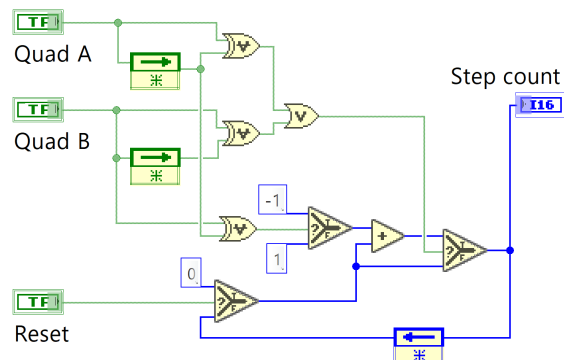 TF
Quad A
Step count
I16
TF
Quad B
-1
?
T
F
+
?
T
F
1
0
?
T
F
TF
Reset